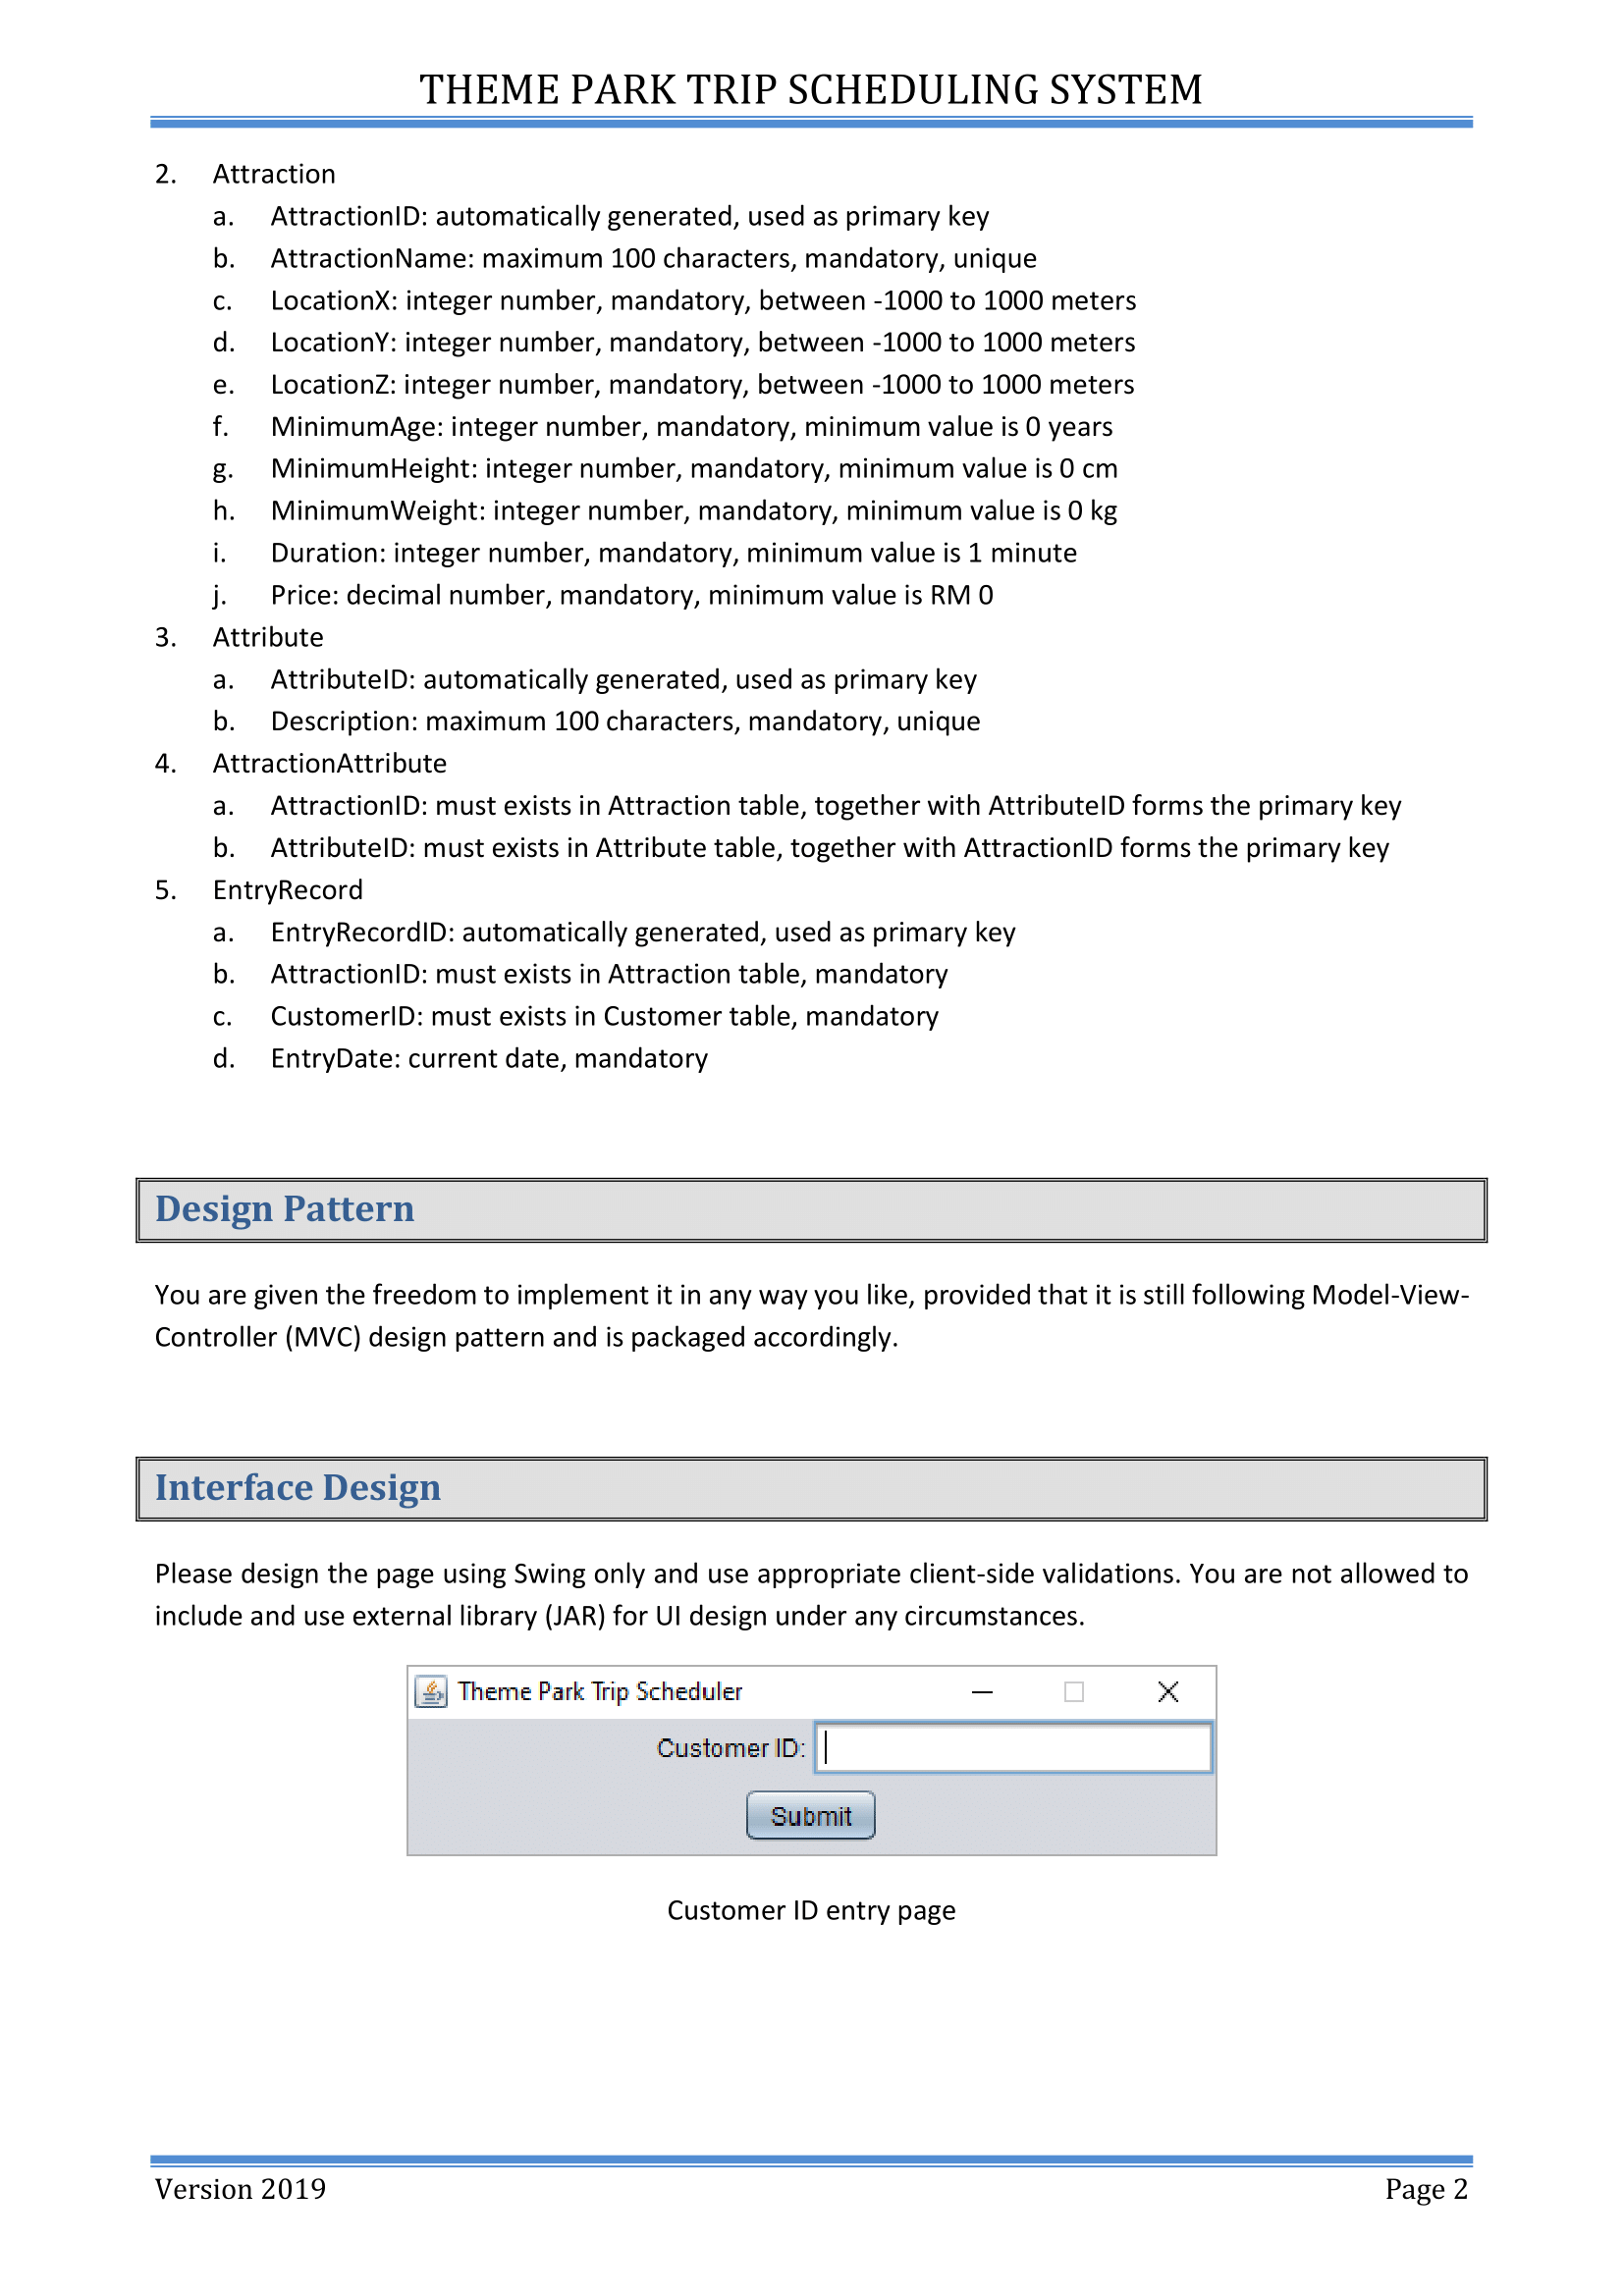 THEME PARK TRIP SCHEDULING SYSTEM
2. Attraction
a. AttractionID: automatically generated, used as primary key
b. AttractionName: maximum 100 characters, mandatory, unique
c. LocationX: integer number, mandatory, between -1000 to 1000 meters
d. LocationY: integer number, mandatory, between -1000 to 1000 meters
e. LocationZ: integer number, mandatory, between -1000 to 1000 meters
f. MinimumAge: integer number, mandatory, minimum value is 0 years
g. MinimumHeight: integer number, mandatory, minimum value is 0 cm
h. MinimumWeight: integer number, mandatory, minimum value is 0 kg
i. Duration: integer number, mandatory, minimum value is 1 minute
j. Price: decimal number, mandatory, minimum value is RM 0
3. Attribute
a. AttributeID: automatically generated, used as primary key
b. Description: maximum 100 characters, mandatory, unique
4. AttractionAttribute
a. AttractionID: must exists in Attraction table, together with AttributeID forms the primary key
b. AttributeID: must exists in Attribute table, together with AttractionID forms the primary key
5. EntryRecord
a. EntryRecordID: automatically generated, used as primary key
b. AttractionID: must exists in Attraction table, mandatory
c. CustomerID: must exists in Customer table, mandatory
d. EntryDate: current date, mandatory
Design Pattern
You are given the freedom to implement it in any way you like, provided that it is still following Model-View-
Controller (MVC) design pattern and is packaged accordingly.
Interface Design
Please design the page using Swing only and use appropriate client-side validations. You are not allowed to
include and use external library (JAR) for UI design under any circumstances.
Theme Park Trip Scheduler
Customer ID:
Submit
Customer ID entry page
Version 2019
Page 2